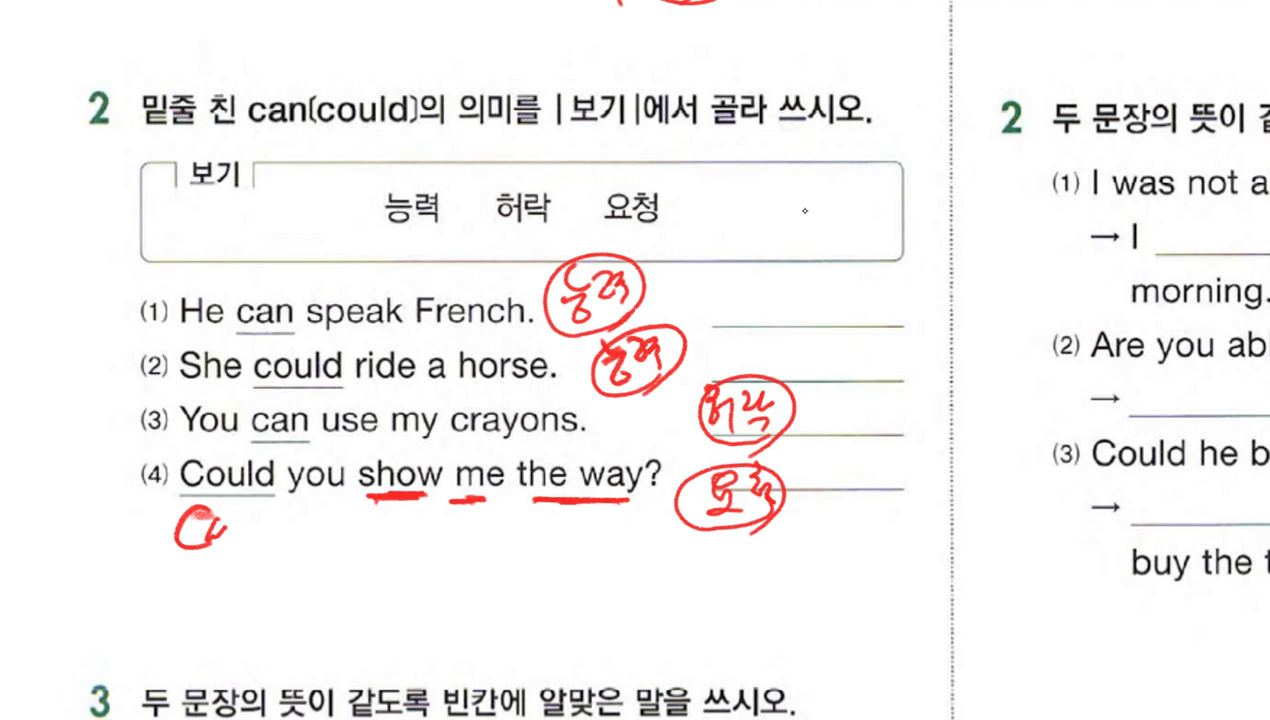 2 밑줄 친 can(could)의 의미를 |보기|에서 골라 쓰시오.
보기
능력 허락 요청
(1) He can speak French. 능력
(2) She could ride a horse. 능력
(3) You can use my crayons. 허락
(4) Could you show me the way? 요청
3 두 문장의 뜻이 같도록 빈칸에 알맞은 말을 쓰시오.
2 두 문장의 뜻이
(1) I was not a
→ I
morning.
(2) Are you abl
→
(3) Could he b
→
buy the t